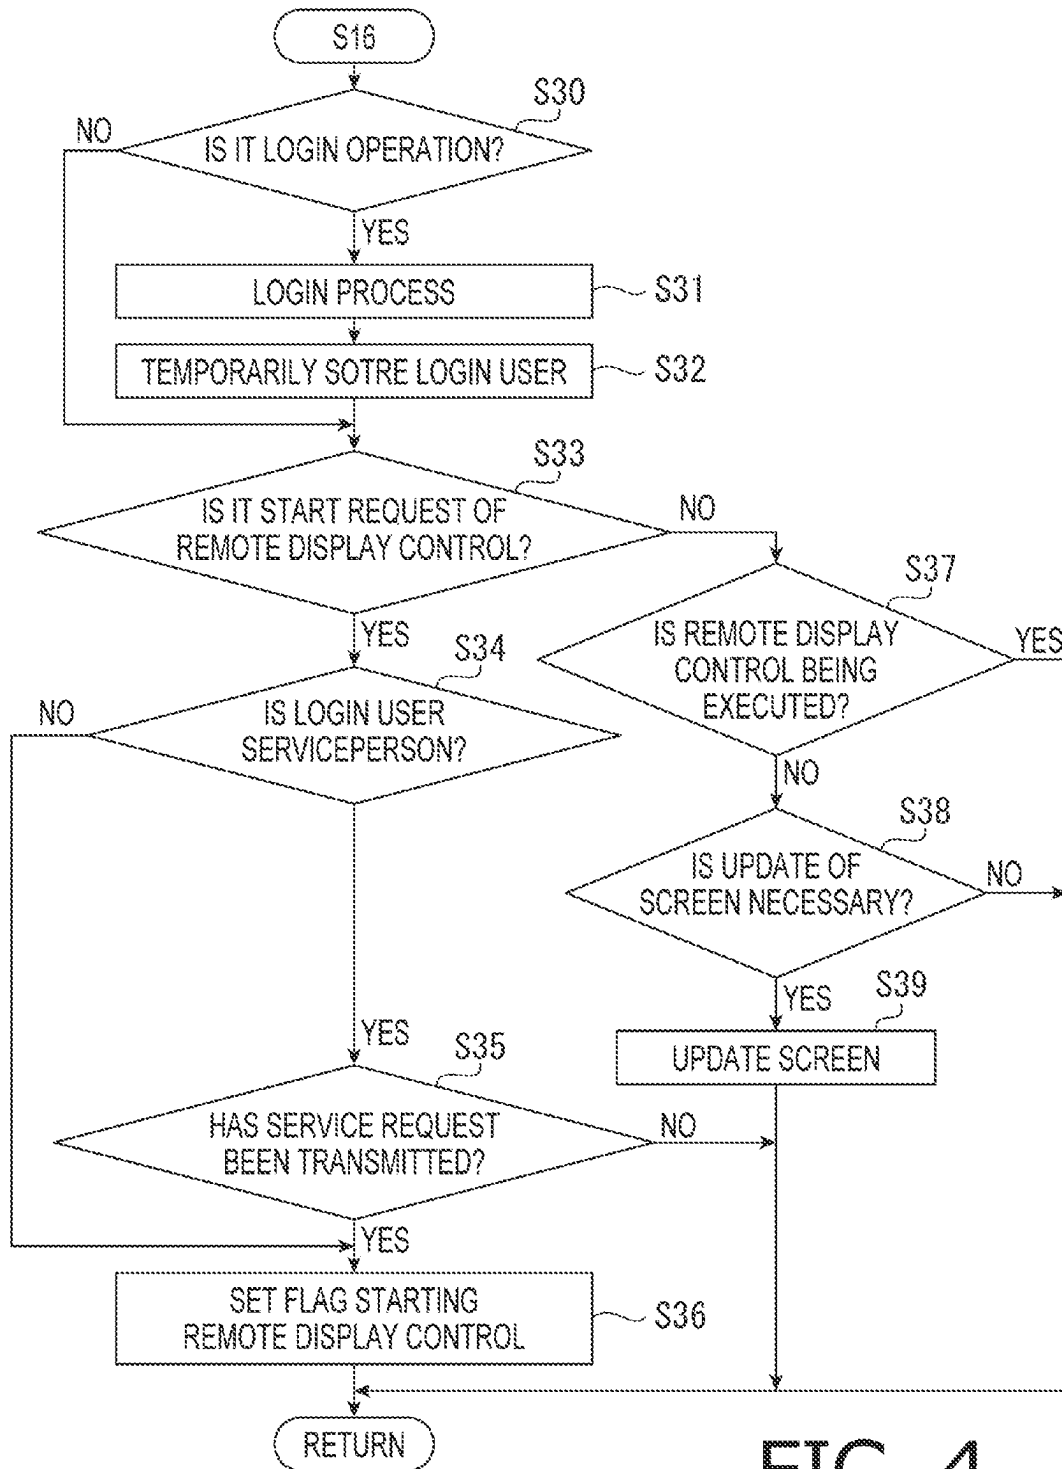 S16
S30
NO
IS IT LOGIN OPERATION?
YES
LOGIN PROCESS
S31
TEMPORARILY SOTRE LOGIN USER
S32
S33
IS IT START REQUEST OF
REMOTE DISPLAY CONTROL?
NO
S37
YES
IS REMOTE DISPLAY
CONTROL BEING
EXECUTED?
YES
S34
NO
IS LOGIN USER
SERVICEPERSON?
NO
S38
IS UPDATE OF
SCREEN NECESSARY?
NO
YES
S39
UPDATE SCREEN
YES
S35
HAS SERVICE REQUEST
BEEN TRANSMITTED?
NO
YES
SET FLAG STARTING
REMOTE DISPLAY CONTROL
S36
RETURN
FIG. 4